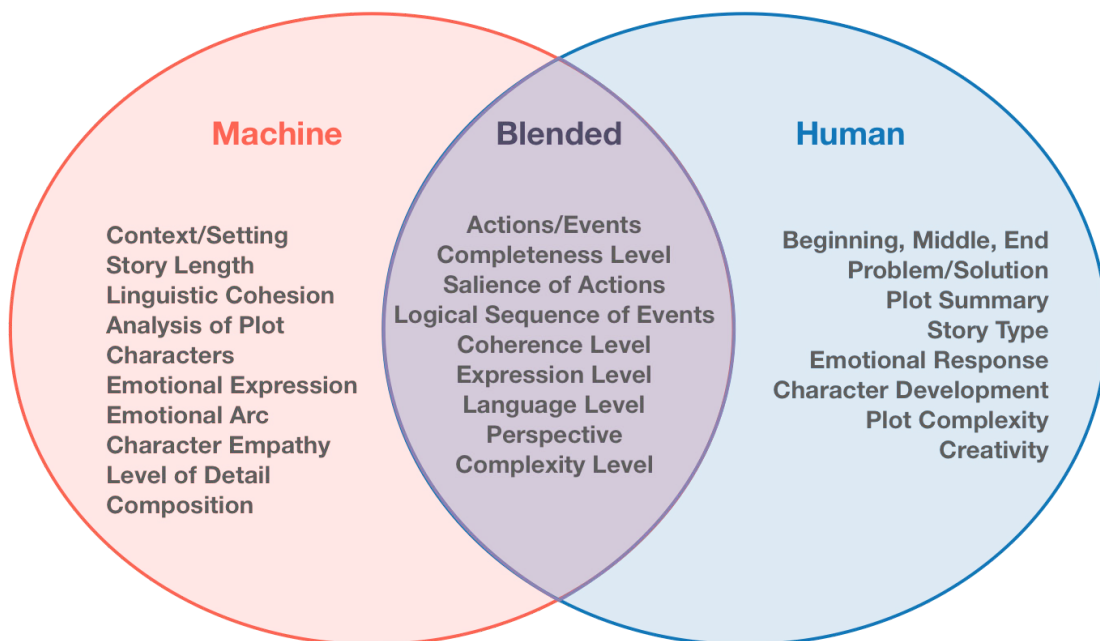 Machine
Context/Setting
Story Length
Linguistic Cohesion
Analysis of Plot
Characters
Emotional Expression
Emotional Arc
Character Empathy
Level of Detail
Composition
Blended
Actions/Events
Completeness Level
Salience of Actions
Logical Sequence of Events
Coherence Level
Expression Level
Language Level
Perspective
Complexity Level
Human
Beginning, Middle, End
Problem/Solution
Plot Summary
Story Type
Emotional Response
Character Development
Plot Complexity
Creativity